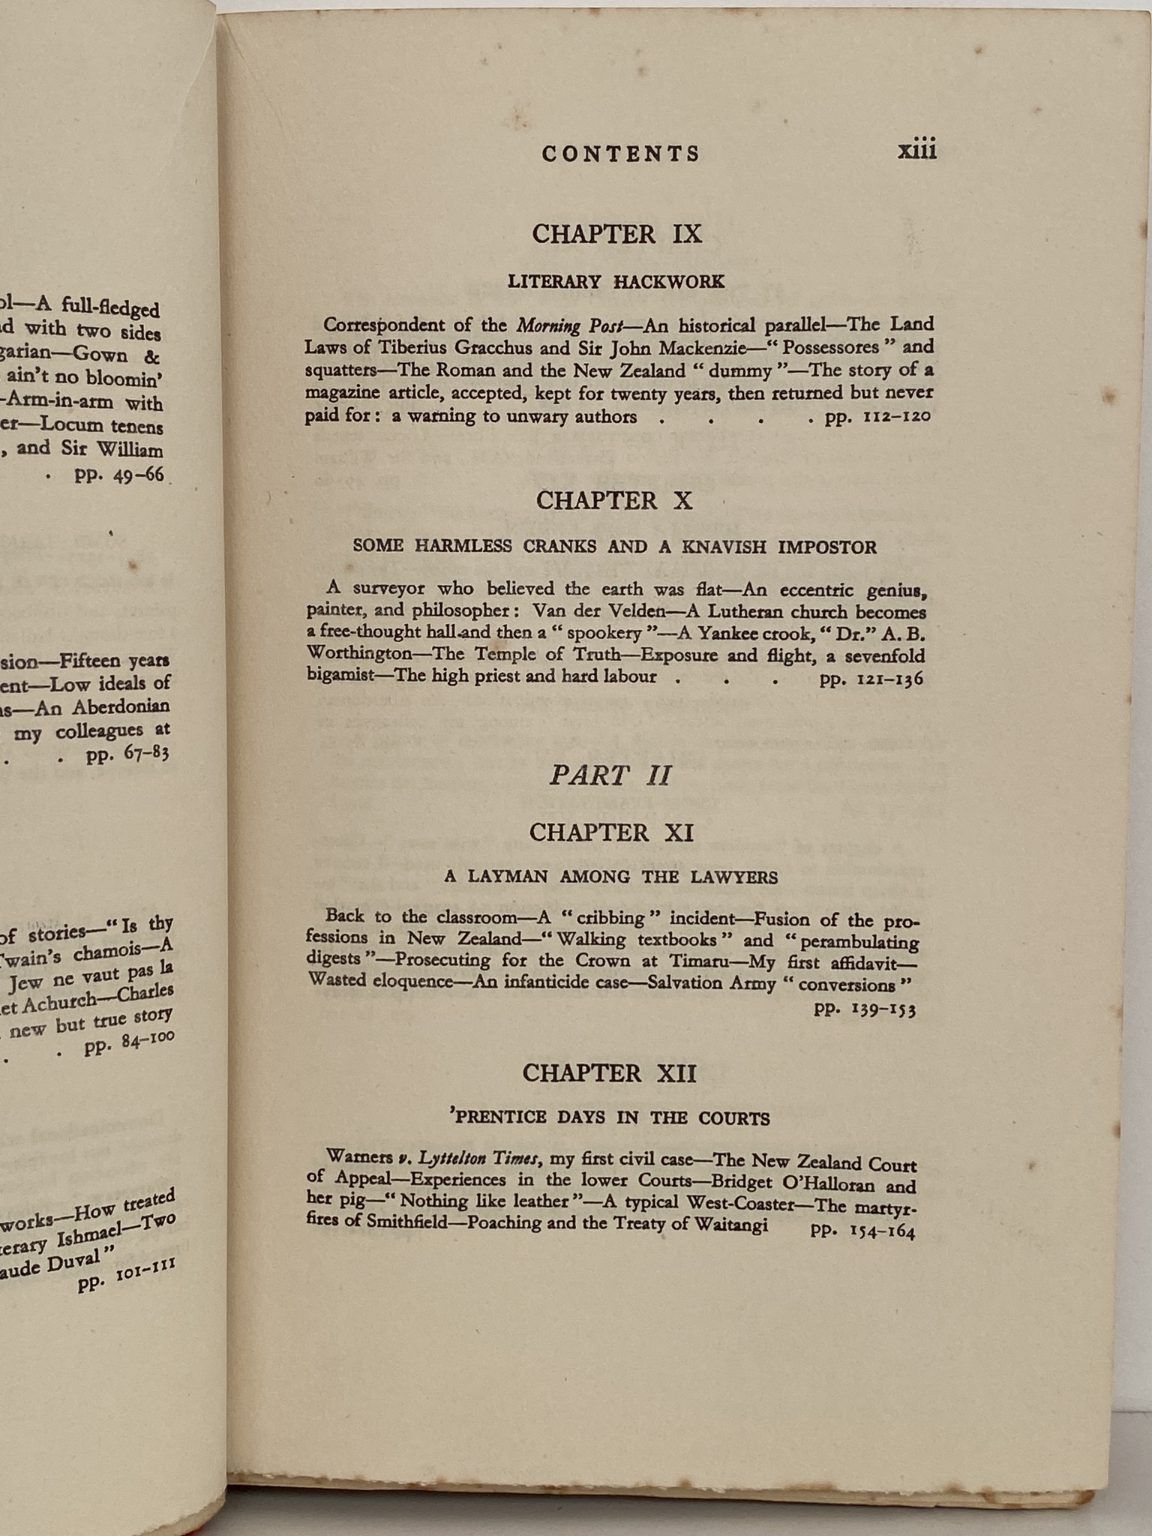 ol—A full-fledged
d with two sides
garian—Gown &
ain't no bloomin'
-Arm-in-arm with
er—Locum tenens
, and Sir William
. pp. 49–66
sion—Fifteen years
ent—Low ideals of
ns—An Aberdonian
my colleagues at
. . pp. 67–83
of stories—“Is thy
Twain's chamois—A
Jew ne vaut pas la
et Achurch—Charles
new but true story
. . pp. 84–100
works—How treated
terary Ishmael—Two
aude Duval”
pp. 101–111
CONTENTS xiii
CHAPTER IX
LITERARY HACKWORK
Correspondent of the Morning Post—An historical parallel—The Land
Laws of Tiberius Gracchus and Sir John Mackenzie—“Possessores” and
squatters—The Roman and the New Zealand “dummy”—The story of a
magazine article, accepted, kept for twenty years, then returned but never
paid for: a warning to unwary authors . . . . pp. 112–120
CHAPTER X
SOME HARMLESS CRANKS AND A KNAVISH IMPOSTOR
A surveyor who believed the earth was flat—An eccentric genius,
painter, and philosopher: Van der Velden—A Lutheran church becomes
a free-thought hall and then a “spookery”—A Yankee crook, “Dr.” A. B.
Worthington—The Temple of Truth—Exposure and flight, a sevenfold
bigamist—The high priest and hard labour . . . pp. 121–136
PART II
CHAPTER XI
A LAYMAN AMONG THE LAWYERS
Back to the classroom—A “cribbing” incident—Fusion of the pro-
fessions in New Zealand—“Walking textbooks” and “perambulating
digests”—Prosecuting for the Crown at Timaru—My first affidavit—
Wasted eloquence—An infanticide case—Salvation Army “conversions”
pp. 139–153
CHAPTER XII
'PRENTICE DAYS IN THE COURTS
Warners v. Lyttelton Times, my first civil case—The New Zealand Court
of Appeal—Experiences in the lower Courts—Bridget O'Halloran and
her pig—“Nothing like leather”—A typical West-Coaster—The martyr-
fires of Smithfield—Poaching and the Treaty of Waitangi pp. 154–164